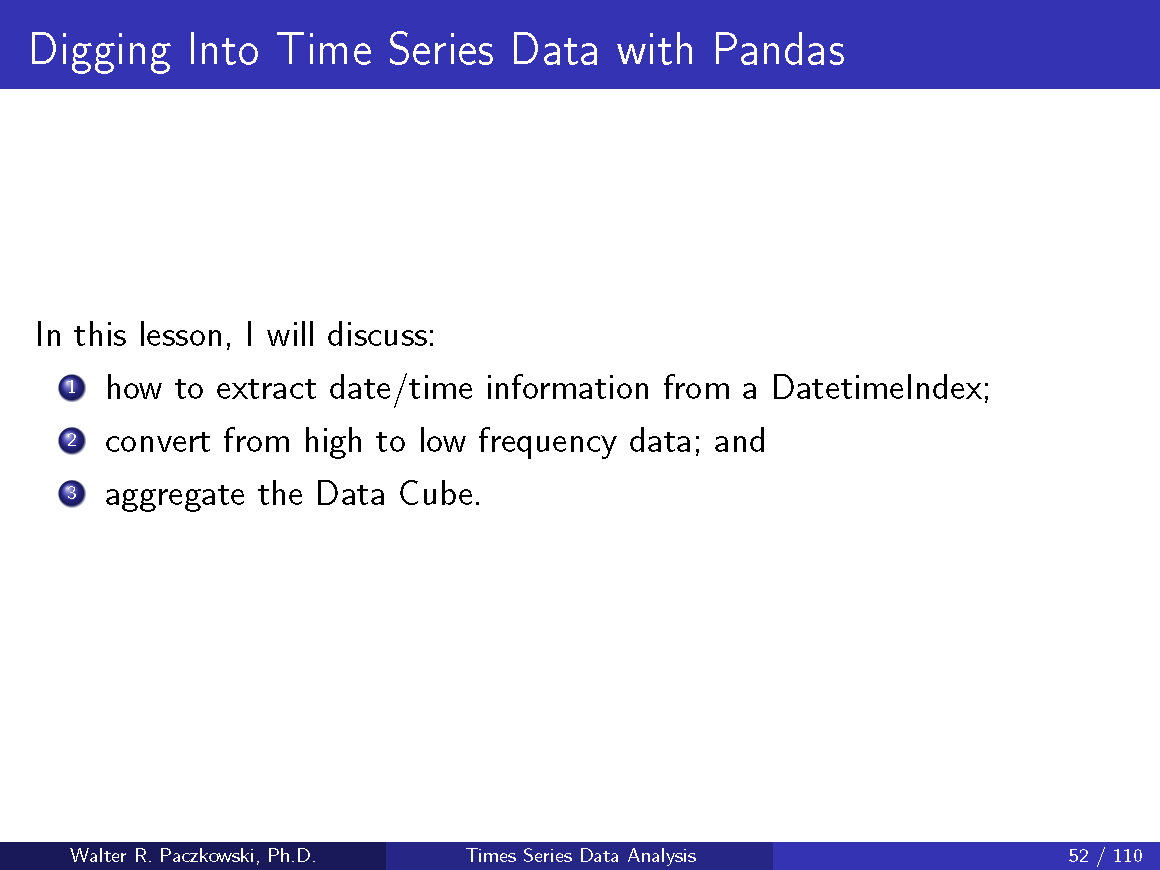 Digging Into Time Series Data with Pandas
In this lesson, I will discuss:
1 how to extract date/time information from a DatetimeIndex;
2 convert from high to low frequency data; and
3 aggregate the Data Cube.
Walter R. Paczkowski, Ph.D. Times Series Data Analysis 52 / 110